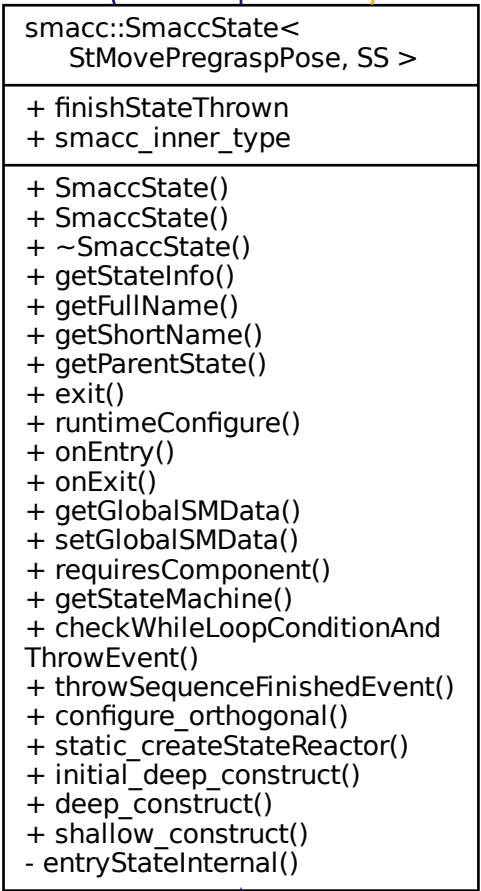 smacc::SmaccState<
StMovePregraspPose, SS >
+ finishStateThrown
+ smacc_inner_type
+ SmaccState()
+ SmaccState()
+ ~SmaccState()
+ getStateInfo()
+ getFullName()
+ getShortName()
+ getParentState()
+ exit()
+ runtimeConfigure()
+ onEntry()
+ onExit()
+ getGlobalSMData()
+ setGlobalSMData()
+ requiresComponent()
+ getStateMachine()
+ checkWhileLoopConditionAnd
ThrowEvent()
+ throwSequenceFinishedEvent()
+ configure_orthogonal()
+ static_createStateReactor()
+ initial_deep_construct()
+ deep_construct()
+ shallow_construct()
- entryStateInternal()